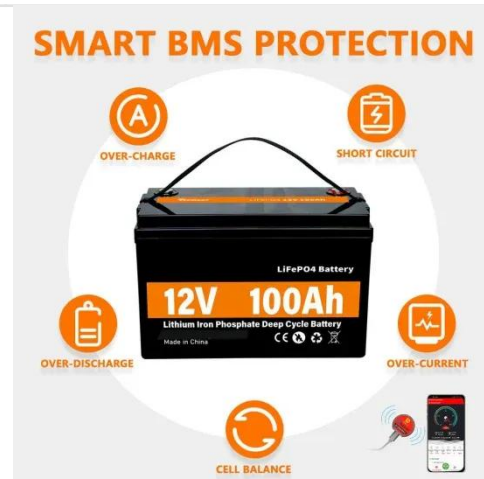 SMART BMS PROTECTION
OVER-CHARGE
SHORT CIRCUIT
LiFePO4 Battery
12V 100Ah
Lithium Iron Phosphate Deep Cycle Battery
Made in China
CE
OVER-DISCHARGE
OVER-CURRENT
CELL BALANCE